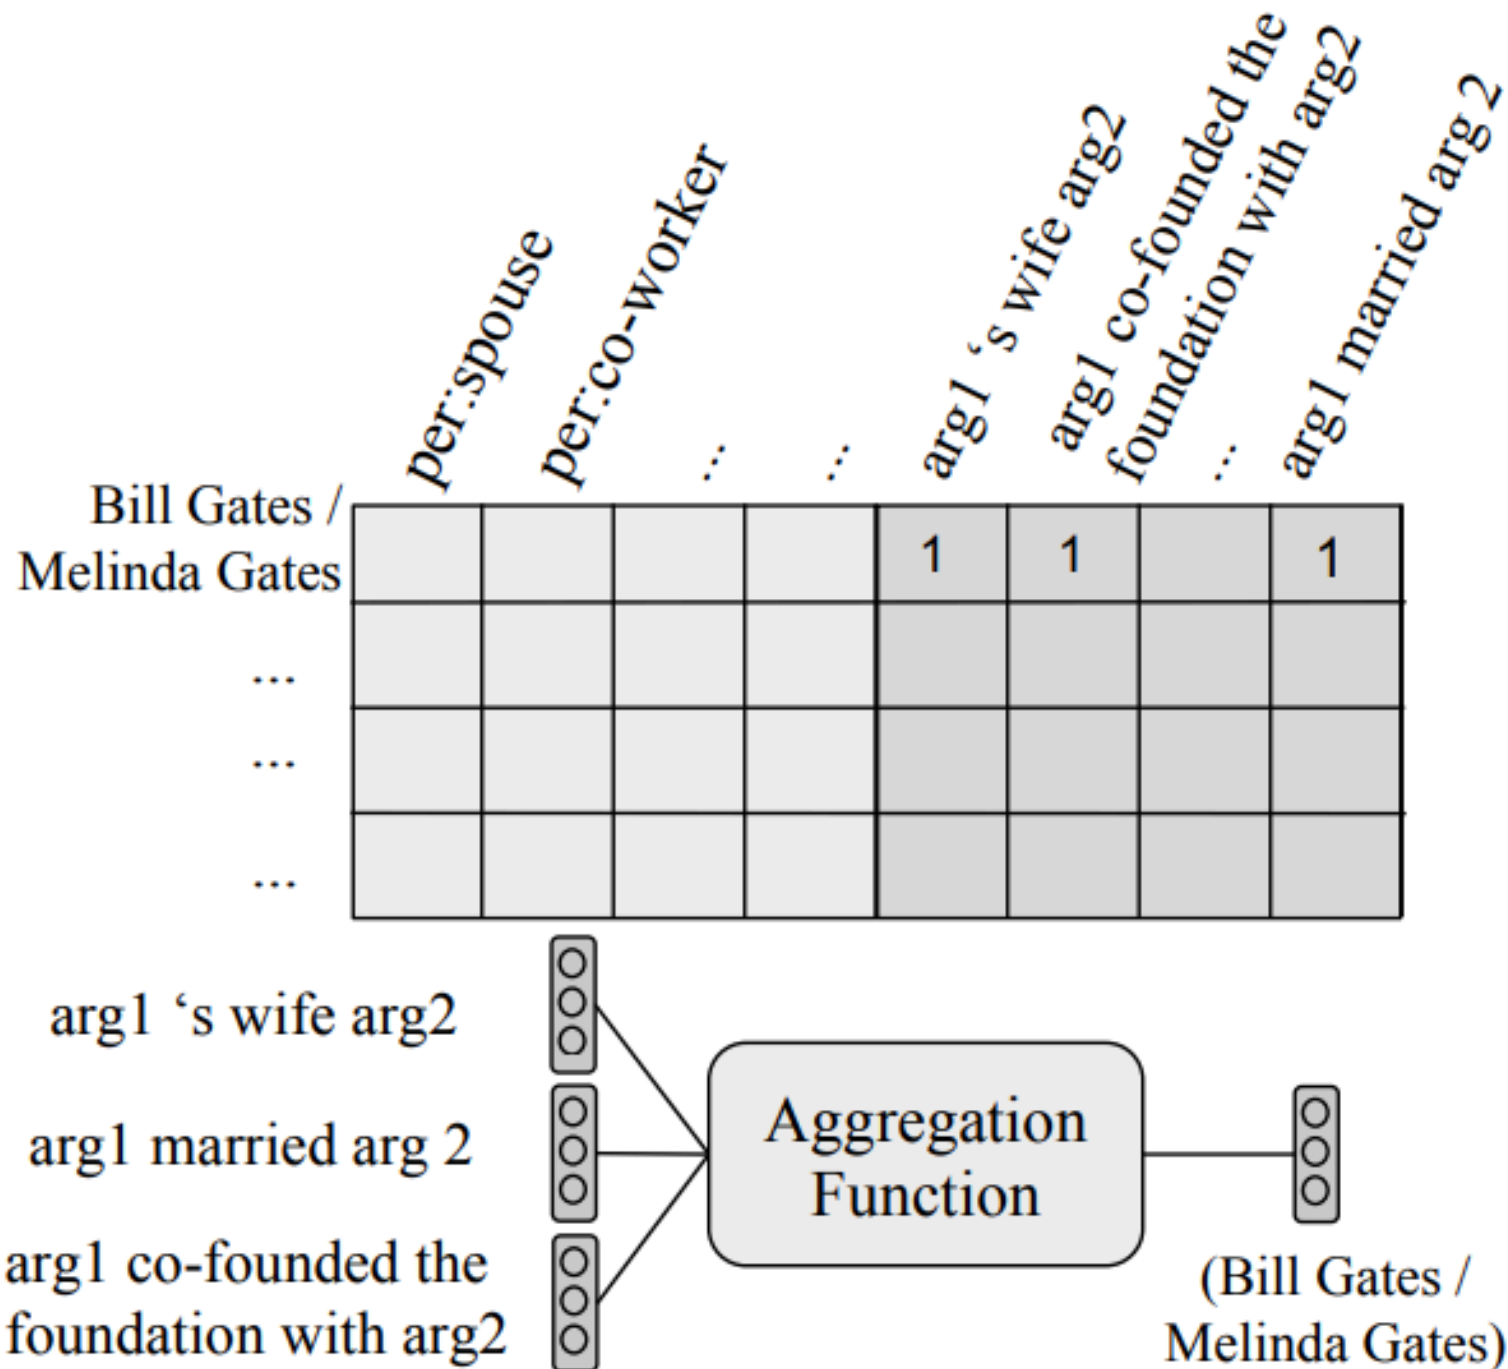 per:spouse
per:co-worker
...
...
arg1 ‘s wife arg2
arg1 co-founded the
foundation with arg2
...
arg1 married arg 2
Bill Gates /
Melinda Gates
1 1 1
...
...
...
arg1 ‘s wife arg2
arg1 married arg 2
arg1 co-founded the
foundation with arg2
Aggregation
Function
(Bill Gates /
Melinda Gates)